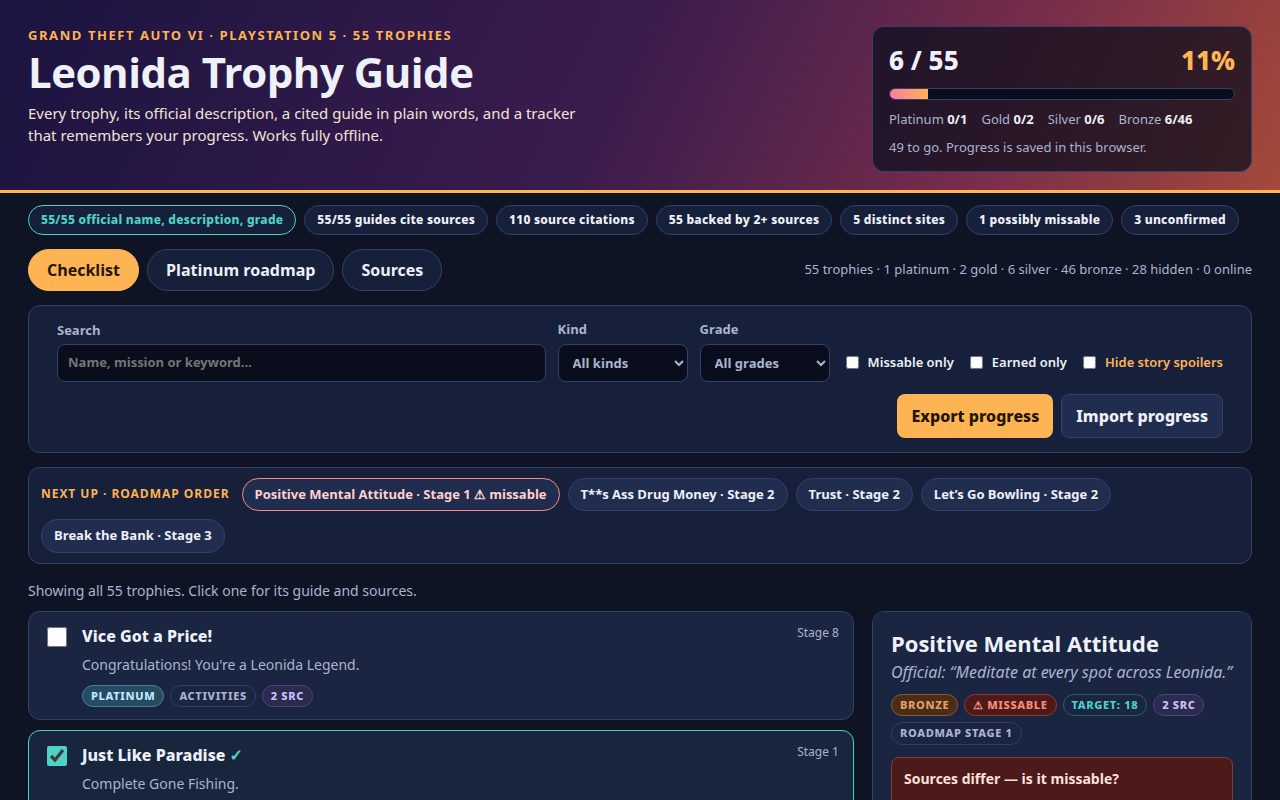 GRAND THEFT AUTO VI · PLAYSTATION 5 · 55 TROPHIES
Leonida Trophy Guide
Every trophy, its official description, a cited guide in plain words, and a tracker
that remembers your progress. Works fully offline.
6 / 55
11%
Platinum 0/1 Gold 0/2 Silver 0/6 Bronze 6/46
49 to go. Progress is saved in this browser.
55/55 official name, description, grade
55/55 guides cite sources
110 source citations
55 backed by 2+ sources
5 distinct sites
1 possibly missable
3 unconfirmed
Checklist
Platinum roadmap
Sources
55 trophies · 1 platinum · 2 gold · 6 silver · 46 bronze · 28 hidden · 0 online
Search
Kind
Grade
Name, mission or keyword...
All kinds
All grades
Missable only
Earned only
Hide story spoilers
Export progress
Import progress
NEXT UP · ROADMAP ORDER
Positive Mental Attitude · Stage 1 ⚠ missable
T**s Ass Drug Money · Stage 2
Trust · Stage 2
Let’s Go Bowling · Stage 2
Break the Bank · Stage 3
Showing all 55 trophies. Click one for its guide and sources.
Vice Got a Price!
Stage 8
Congratulations! You're a Leonida Legend.
PLATINUM
ACTIVITIES
2 SRC
Just Like Paradise ✓
Stage 1
Complete Gone Fishing.
Positive Mental Attitude
Official: “Meditate at every spot across Leonida.”
BRONZE
⚠ MISSABLE
TARGET: 18
2 SRC
ROADMAP STAGE 1
Sources differ — is it missable?